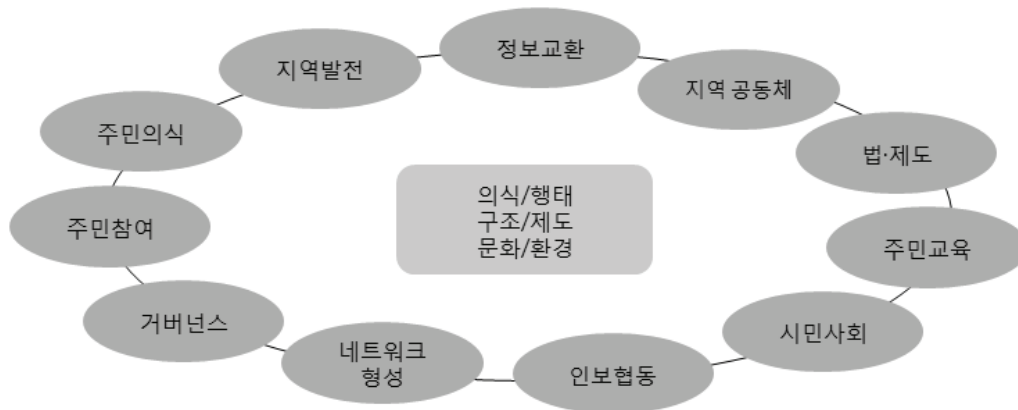 정보교환
지역발전
지역 공동체
주민의식
법·제도
의식/행태
구조/제도
문화/환경
주민참여
주민교육
거버넌스
시민사회
네트워크
형성
인보협동